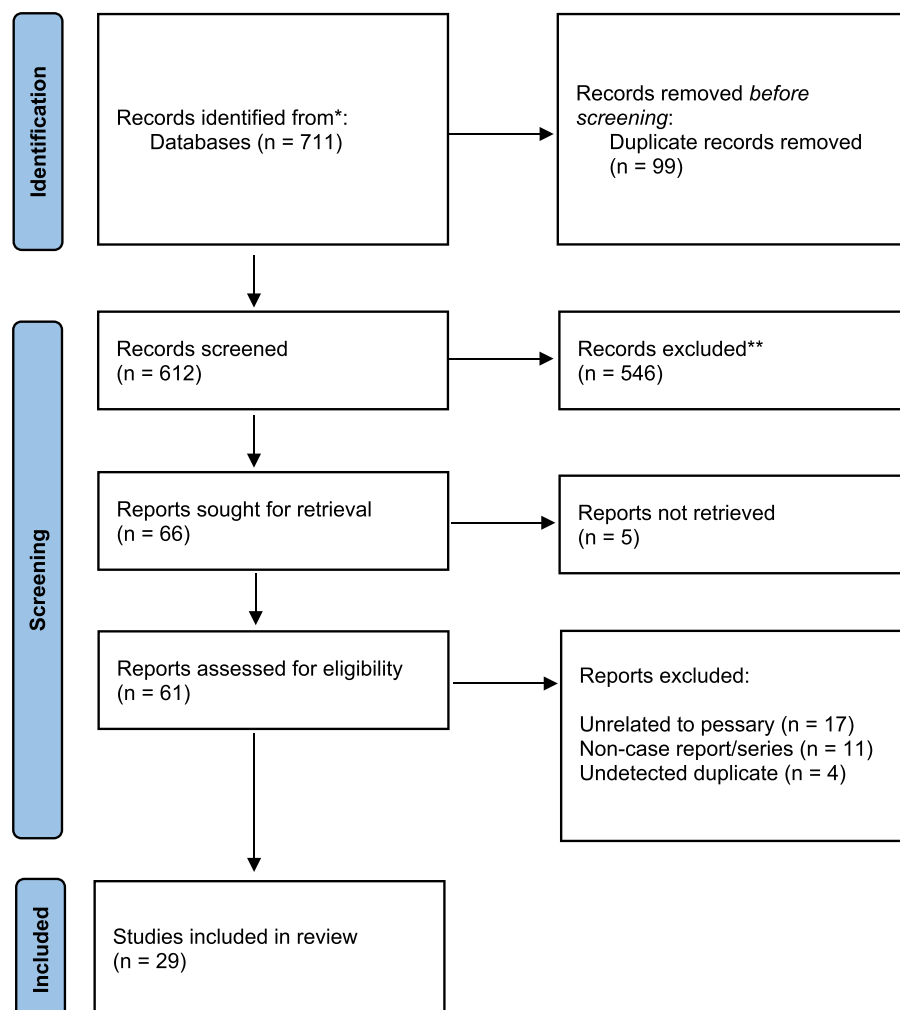 Identification
Records identified from*:
Databases (n = 711)
Records removed before
screening:
Duplicate records removed
(n = 99)
Screening
Records screened
(n = 612)
Records excluded**
(n = 546)
Reports sought for retrieval
(n = 66)
Reports not retrieved
(n = 5)
Reports assessed for eligibility
(n = 61)
Reports excluded:
Unrelated to pessary (n = 17)
Non-case report/series (n = 11)
Undetected duplicate (n = 4)
Included
Studies included in review
(n = 29)